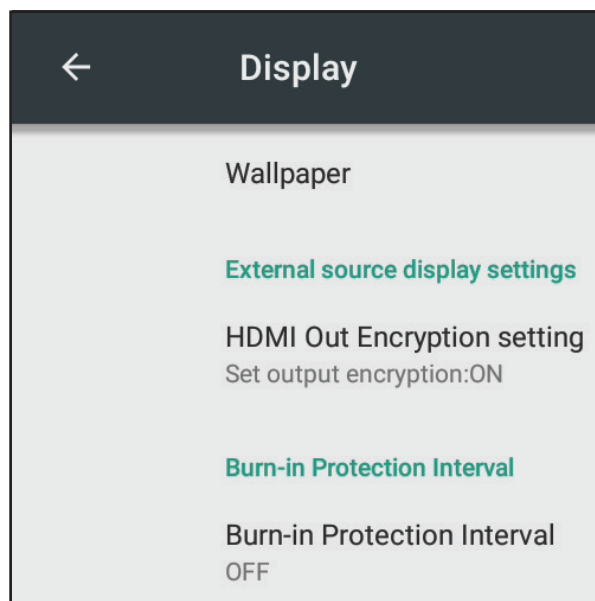 Display
Wallpaper
External source display settings
HDMI Out Encryption setting
Set output encryption:ON
Burn-in Protection Interval
Burn-in Protection Interval
OFF